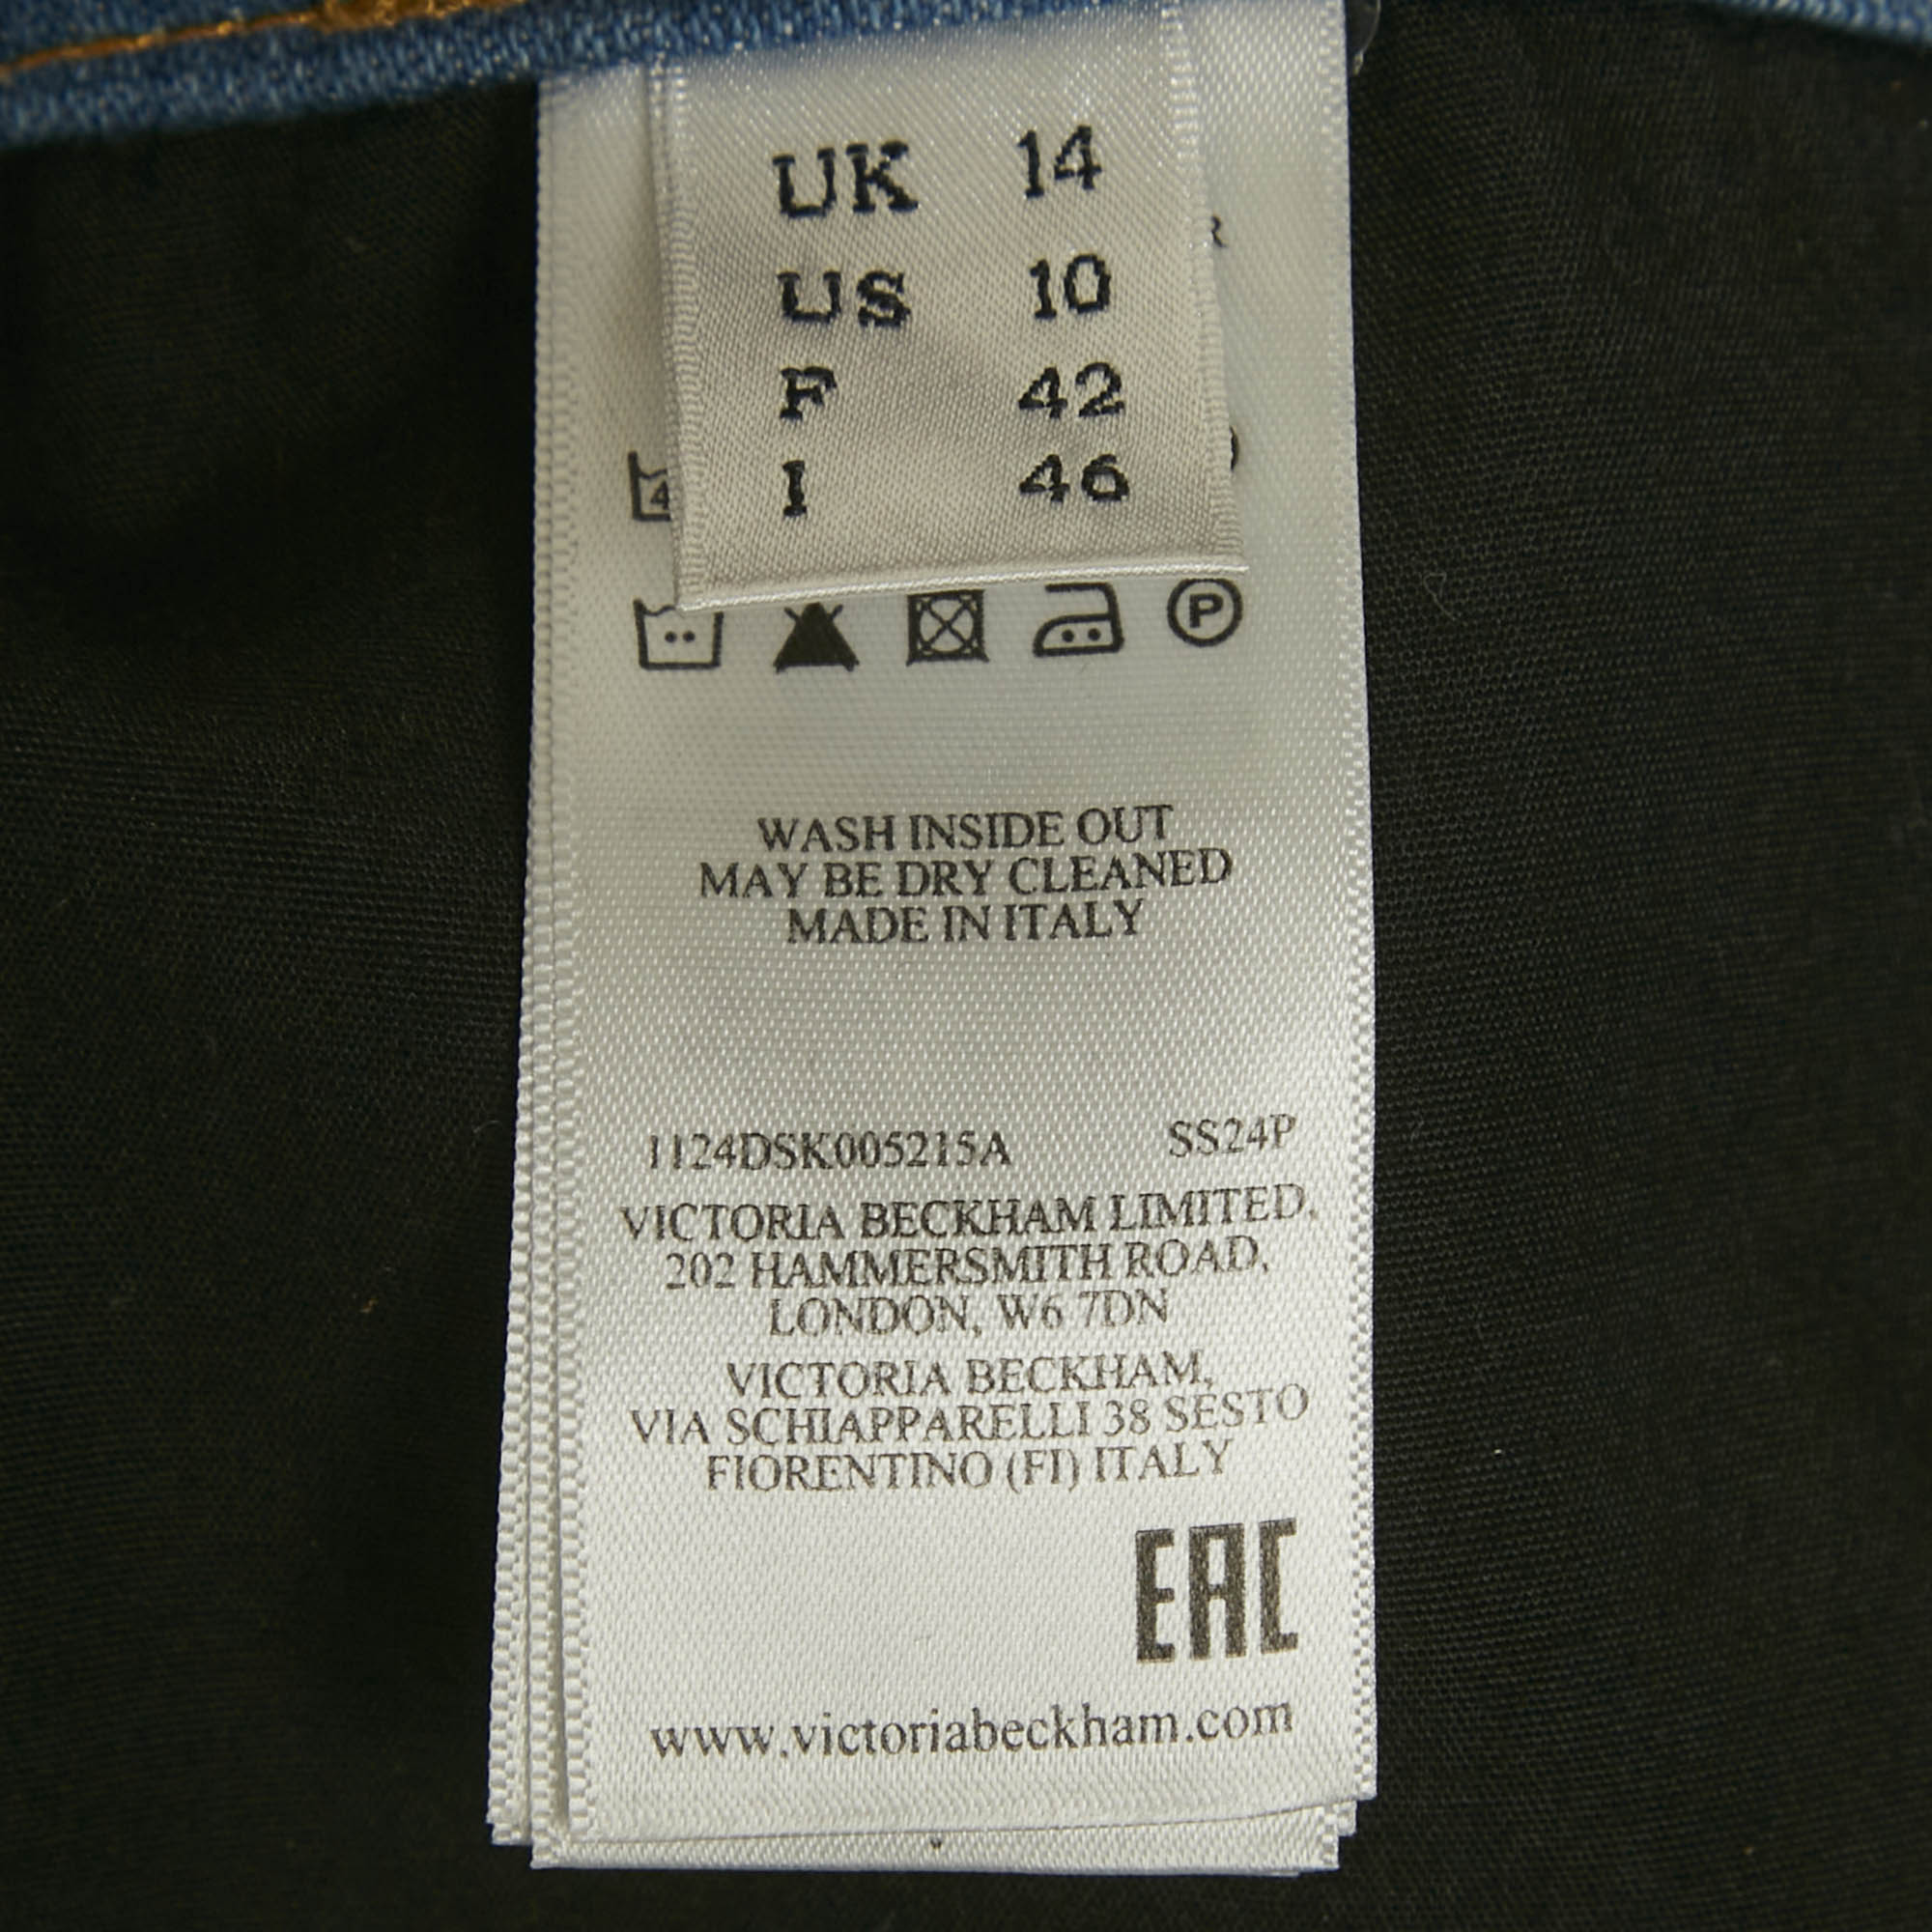 UK 14
US 10
F 42
I 46
P
WASH INSIDE OUT
MAY BE DRY CLEANED
MADE IN ITALY
1124DSK005215A SS24P
VICTORIA BECKHAM LIMITED,
202 HAMMERSMITH ROAD,
LONDON, W6 7DN
VICTORIA BECKHAM,
VIA SCHIAPPARELLI 38 SESTO
FIORENTINO (FI) ITALY
EAC
www.victoriabeckham.com